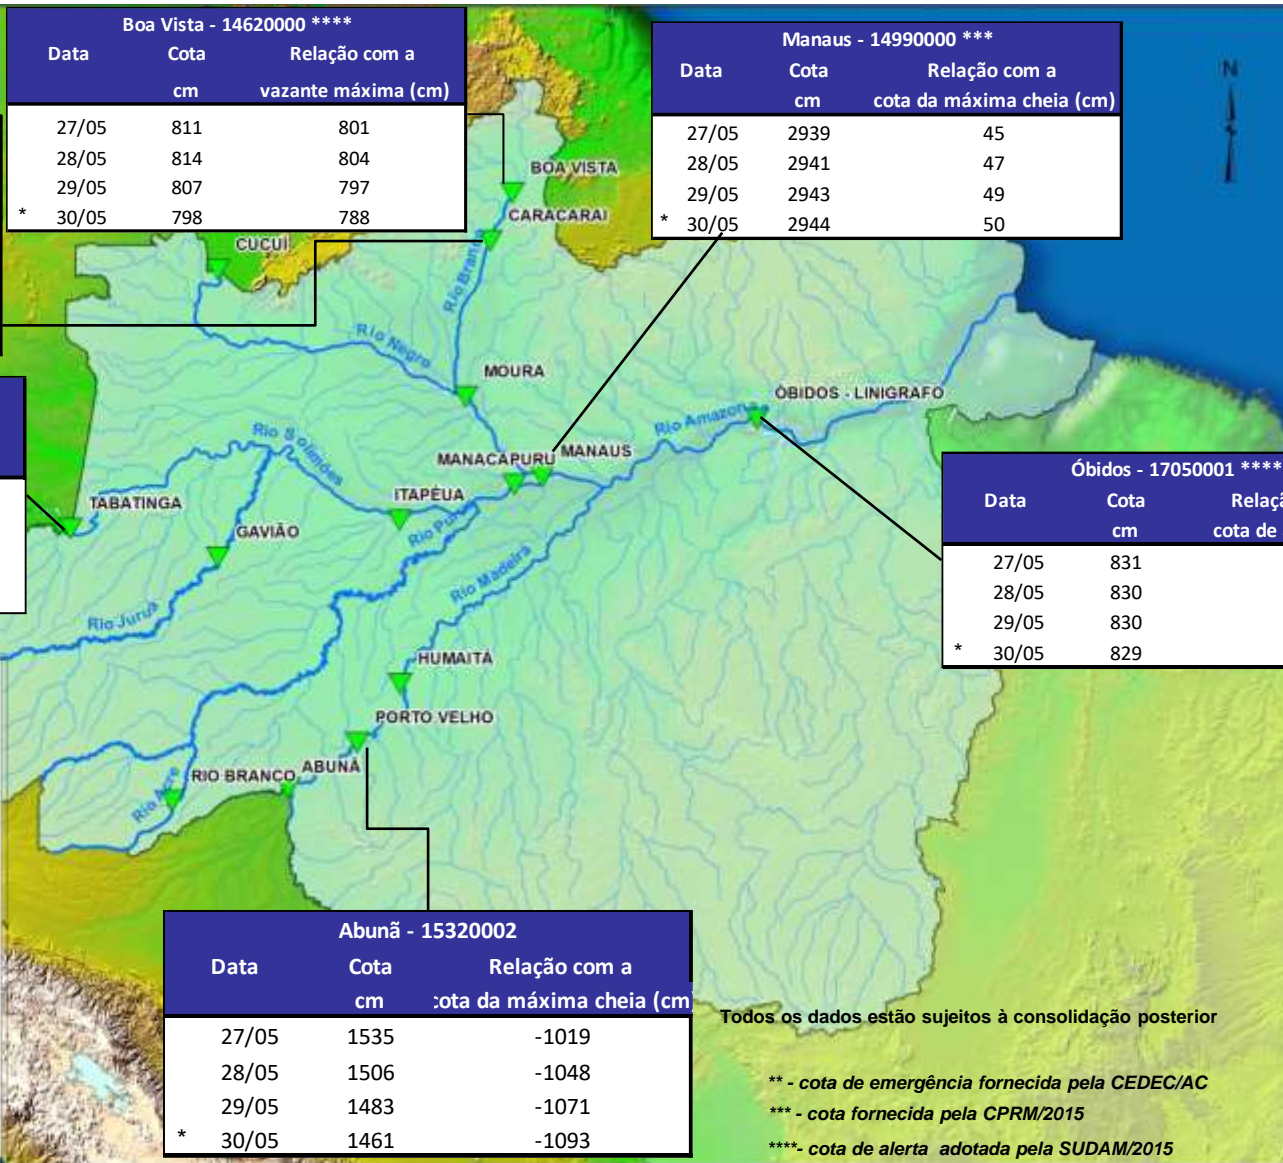 Boa Vista - 14620000 ****
Data Cota Relação com a
cm vazante máxima (cm)
27/05 811 801
28/05 814 804
29/05 807 797
* 30/05 798 788
Manaus - 14990000 ***
Data Cota Relação com a
cm cota da máxima cheia (cm)
27/05 2939 45
28/05 2941 47
29/05 2943 49
* 30/05 2944 50
N
BOA VISTA
CARACARAI
CUCUÍ
Rio Branco
Rio Negro
MOURA
ÓBIDOS - LINIGRAFO
Rio Amazonas
Rio Solimões
MANACAPURU
MANAUS
ITAPÉUA
TABATINGA
GAVIÃO
Rio Purus
Rio Madeira
Rio Juruá
HUMAITÁ
PORTO VELHO
ABUNÃ
RIO BRANCO
Rio Acre
Óbidos - 17050001 ****
Data Cota
cm cota de
27/05 831
28/05 830
29/05 830
* 30/05 829
Abunã - 15320002
Data Cota Relação com a
cm cota da máxima cheia (cm
27/05 1535 -1019
28/05 1506 -1048
29/05 1483 -1071
* 30/05 1461 -1093
Todos os dados estão sujeitos à consolidação posterior
** - cota de emergência fornecida pela CEDEC/AC
*** - cota fornecida pela CPRM/2015
****- cota de alerta adotada pela SUDAM/2015